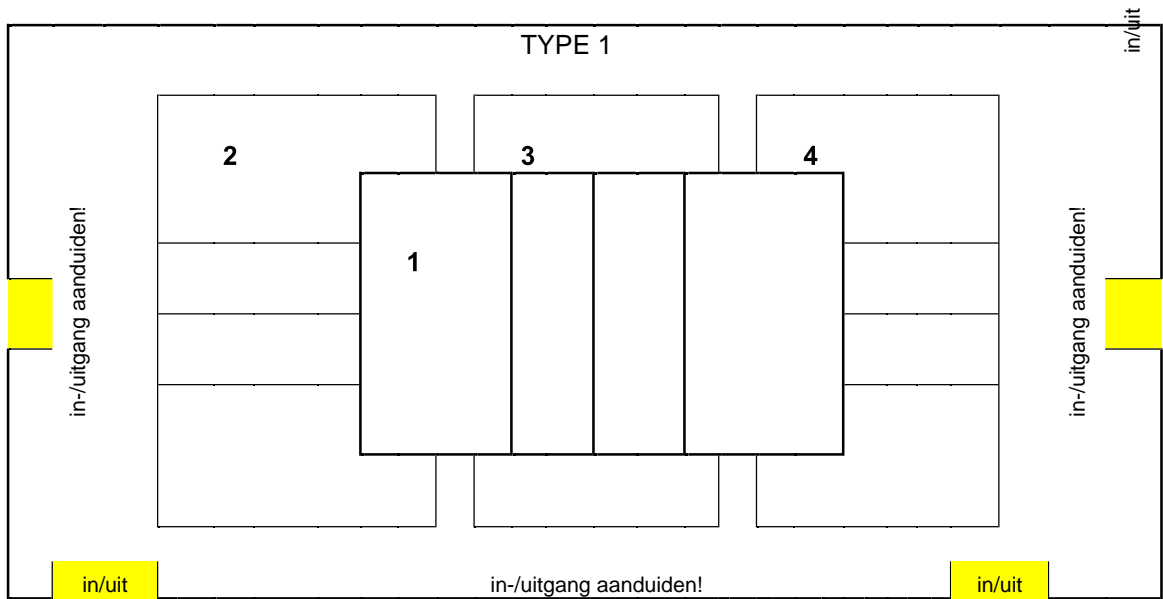 in/uit
TYPE 1
2
3
4
1
in-/uitgang aanduiden!
in-/uitgang aanduiden!
in/uit
in-/uitgang aanduiden!
in/uit